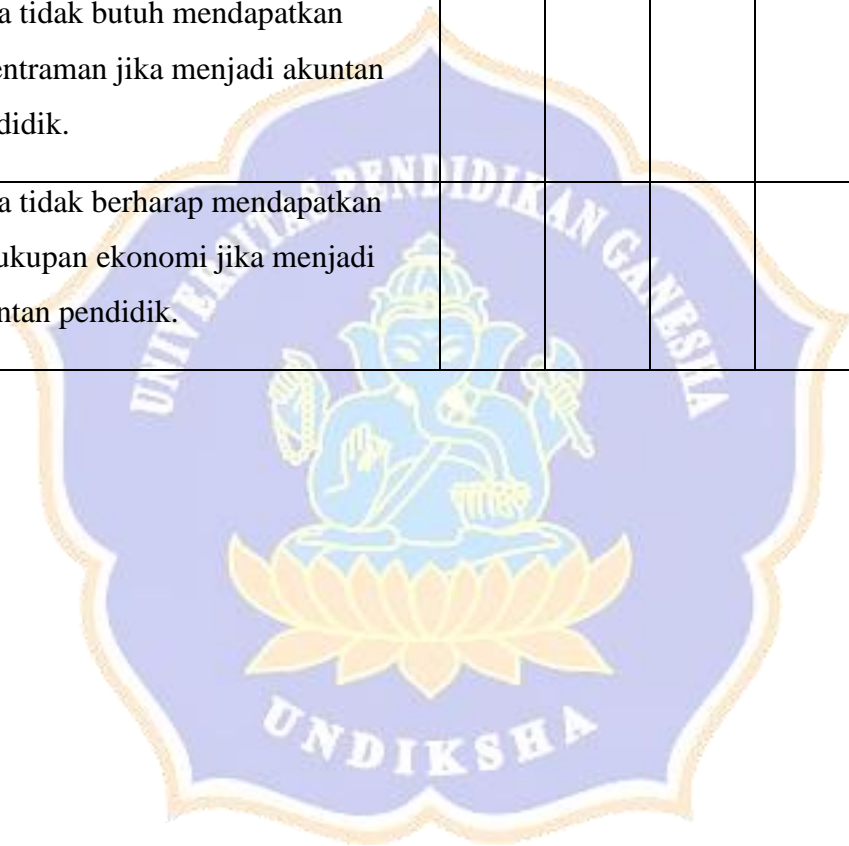 a tidak butuh mendapatkan
entraman jika menjadi akuntan
didik.
a tidak berharap mendapatkan
ukupan ekonomi jika menjadi
ntan pendidik.
UNIVERSITAS PENDIDIKAN GANESHA
UNDIKSHA